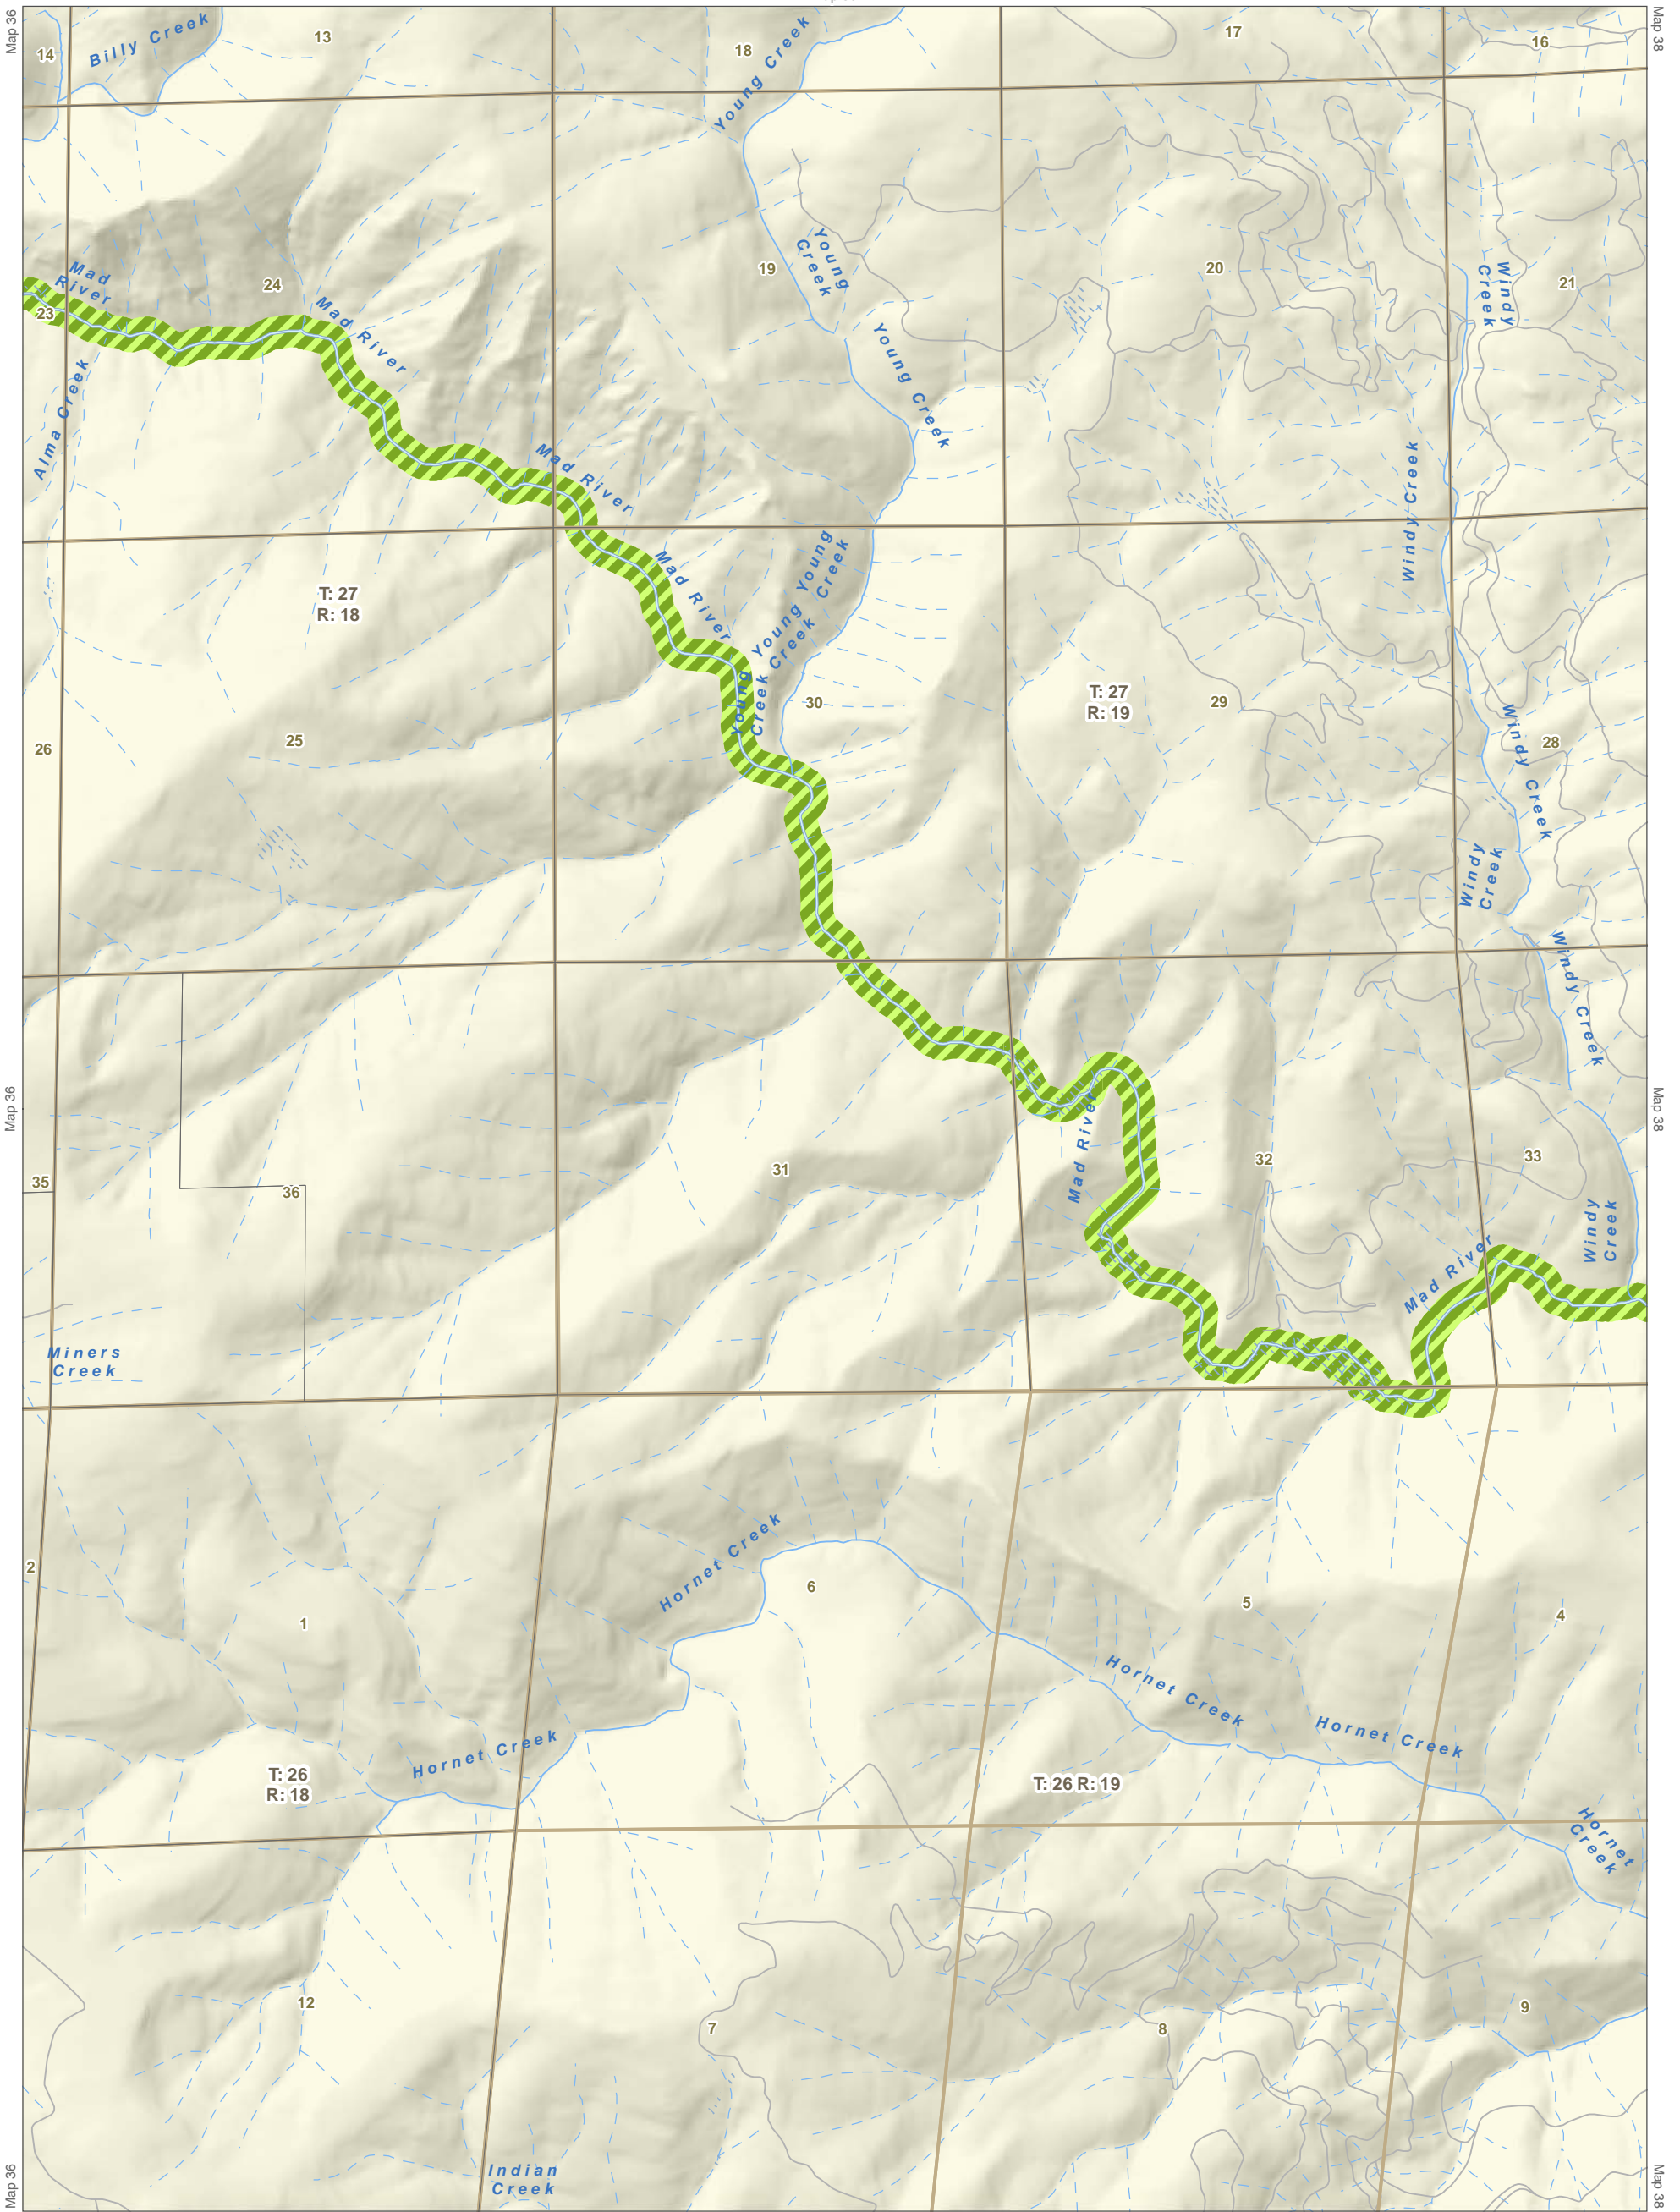 Map 36
Map 38
14
Billy Creek
13
18
Young Creek
17
16
Mad
River
23
24
Mad River
19
Young
Creek
20
Windy
Creek
21
Alma Creek
Young Creek
Mad River
Windy Creek
Mad River
Young
Creek
Young
Creek
Young
Creek
T: 27
R: 18
26
25
30
T: 27
R: 19
29
Windy Creek
28
Windy
Creek
Windy Creek
Map 36
Map 38
35
36
31
Mad River
32
33
Windy
Creek
Mad River
Miners
Creek
2
1
Hornet Creek
6
5
4
Hornet Creek
Hornet Creek
Hornet Creek
T: 26
R: 18
T: 26 R: 19
Hornet
Creek
12
7
8
9
Indian
Creek
Map 36
Map 38